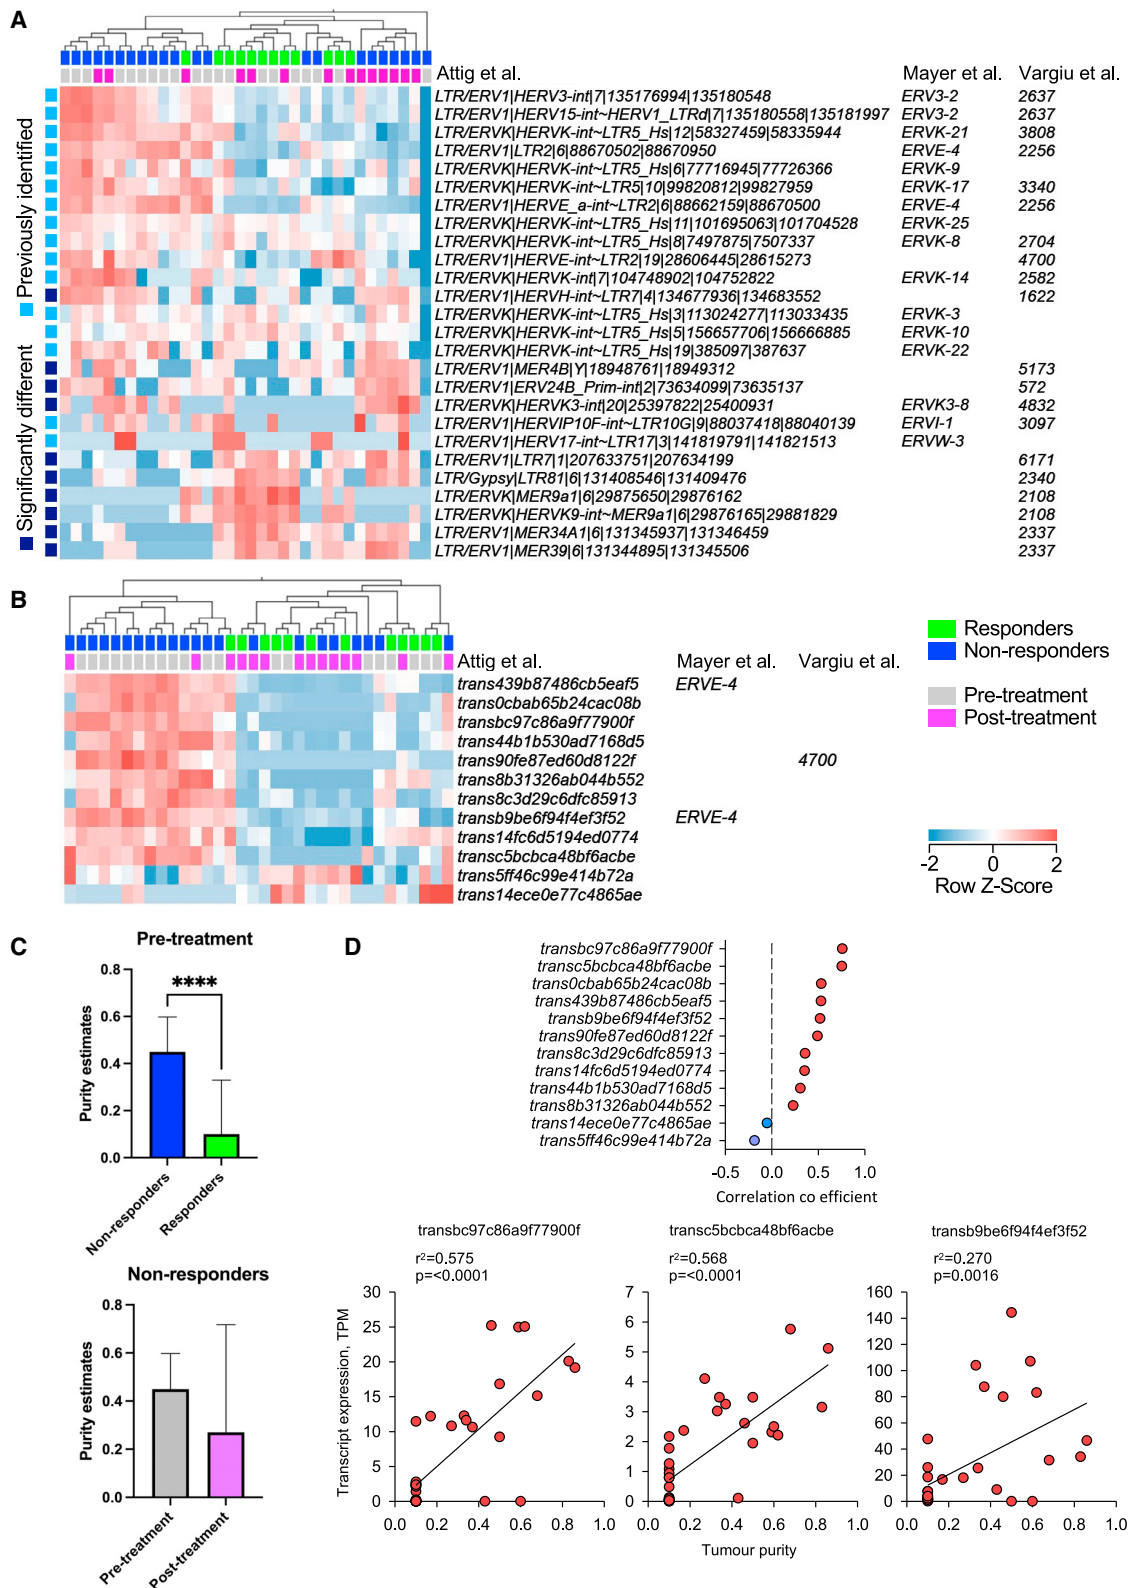 A
Attig et al. Mayer et al. Vargiu et al.
LTR/ERV1|HERV3-int|7|135176994|135180548 ERV3-2 2637
LTR/ERV1|HERV15-int~HERV1_LTRd|7|135180558|135181997 ERV3-2 2637
LTR/ERVK|HERVK-int~LTR5_Hs|12|58327459|58335944 ERVK-21 3808
LTR/ERV1|LTR2|6|88670502|88670950 ERVE-4 2256
LTR/ERVK|HERVK-int~LTR5_Hs|6|77716945|77726366 ERVK-9
LTR/ERVK|HERVK-int~LTR5|10|99820812|99827959 ERVK-17 3340
LTR/ERV1|HERVE_a-int~LTR2|6|88662159|88670500 ERVE-4 2256
LTR/ERVK|HERVK-int~LTR5_Hs|11|101695063|101704528 ERVK-25
LTR/ERVK|HERVK-int~LTR5_Hs|8|7497875|7507337 ERVK-8 2704
LTR/ERV1|HERVE-int~LTR2|19|28606445|28615273 4700
LTR/ERVK|HERVK-int|7|104748902|104752822 ERVK-14 2582
LTR/ERV1|HERVH-int~LTR7|4|134677936|134683552 1622
LTR/ERVK|HERVK-int~LTR5_Hs|3|113024277|113033435 ERVK-3
LTR/ERVK|HERVK-int~LTR5_Hs|5|156657706|156666885 ERVK-10
LTR/ERVK|HERVK-int~LTR5_Hs|19|385097|387637 ERVK-22
LTR/ERV1|MER4B|Y|18948761|18949312 5173
LTR/ERV1|ERV24B_Prim-int|2|73634099|73635137 572
LTR/ERVK|HERVK3-int|20|25397822|25400931 ERVK3-8 4832
LTR/ERV1|HERVIP10F-int~LTR10G|9|88037418|88040139 ERVI-1 3097
LTR/ERV1|HERV17-int~LTR17|3|141819791|141821513 ERVW-3
LTR/ERV1|LTR7|1|207633751|207634199 6171
LTR/Gypsy|LTR81|6|131408546|131409476 2340
LTR/ERVK|MER9a1|6|29875650|29876162 2108
LTR/ERVK|HERVK9-int~MER9a1|6|29876165|29881829 2108
LTR/ERV1|MER34A1|6|131345937|131346459 2337
LTR/ERV1|MER39|6|131344895|131345506 2337
Previously identified
Significantly different
B
Attig et al. Mayer et al. Vargiu et al.
trans439b87486cb5eaf5 ERVE-4
trans0cbab65b24cac08b
transbc97c86a9f77900f
trans44b1b530ad7168d5
trans90fe87ed60d8122f 4700
trans8b31326ab044b552
trans8c3d29c6dfc85913
transb9be6f94f4ef3f52 ERVE-4
trans14fc6d5194ed0774
transc5bcbca48bf6acbe
trans5ff46c99e414b72a
trans14ece0e77c4865ae
Responders
Non-responders
Pre-treatment
Post-treatment
-2 0 2
Row Z-Score
C
Pre-treatment
****
Purity estimates
0.8
0.6
0.4
0.2
0.0
Non-responders
Responders
Non-responders
Purity estimates
0.8
0.6
0.4
0.2
0.0
Pre-treatment
Post-treatment
D
transbc97c86a9f77900f
transc5bcbca48bf6acbe
trans0cbab65b24cac08b
trans439b87486cb5eaf5
transb9be6f94f4ef3f52
trans90fe87ed60d8122f
trans8c3d29c6dfc85913
trans14fc6d5194ed0774
trans44b1b530ad7168d5
trans8b31326ab044b552
trans14ece0e77c4865ae
trans5ff46c99e414b72a
-0.5 0.0 0.5 1.0
Correlation co efficient
transbc97c86a9f77900f
r²=0.575
p=<0.0001
30
25
20
15
10
5
0
0.0 0.2 0.4 0.6 0.8 1.0
Transcript expression, TPM
transc5bcbca48bf6acbe
r²=0.568
p=<0.0001
7
6
5
4
3
2
1
0
0.0 0.2 0.4 0.6 0.8 1.0
transb9be6f94f4ef3f52
r²=0.270
p=0.0016
160
140
120
100
80
60
40
20
0
0.0 0.2 0.4 0.6 0.8 1.0
Tumour purity